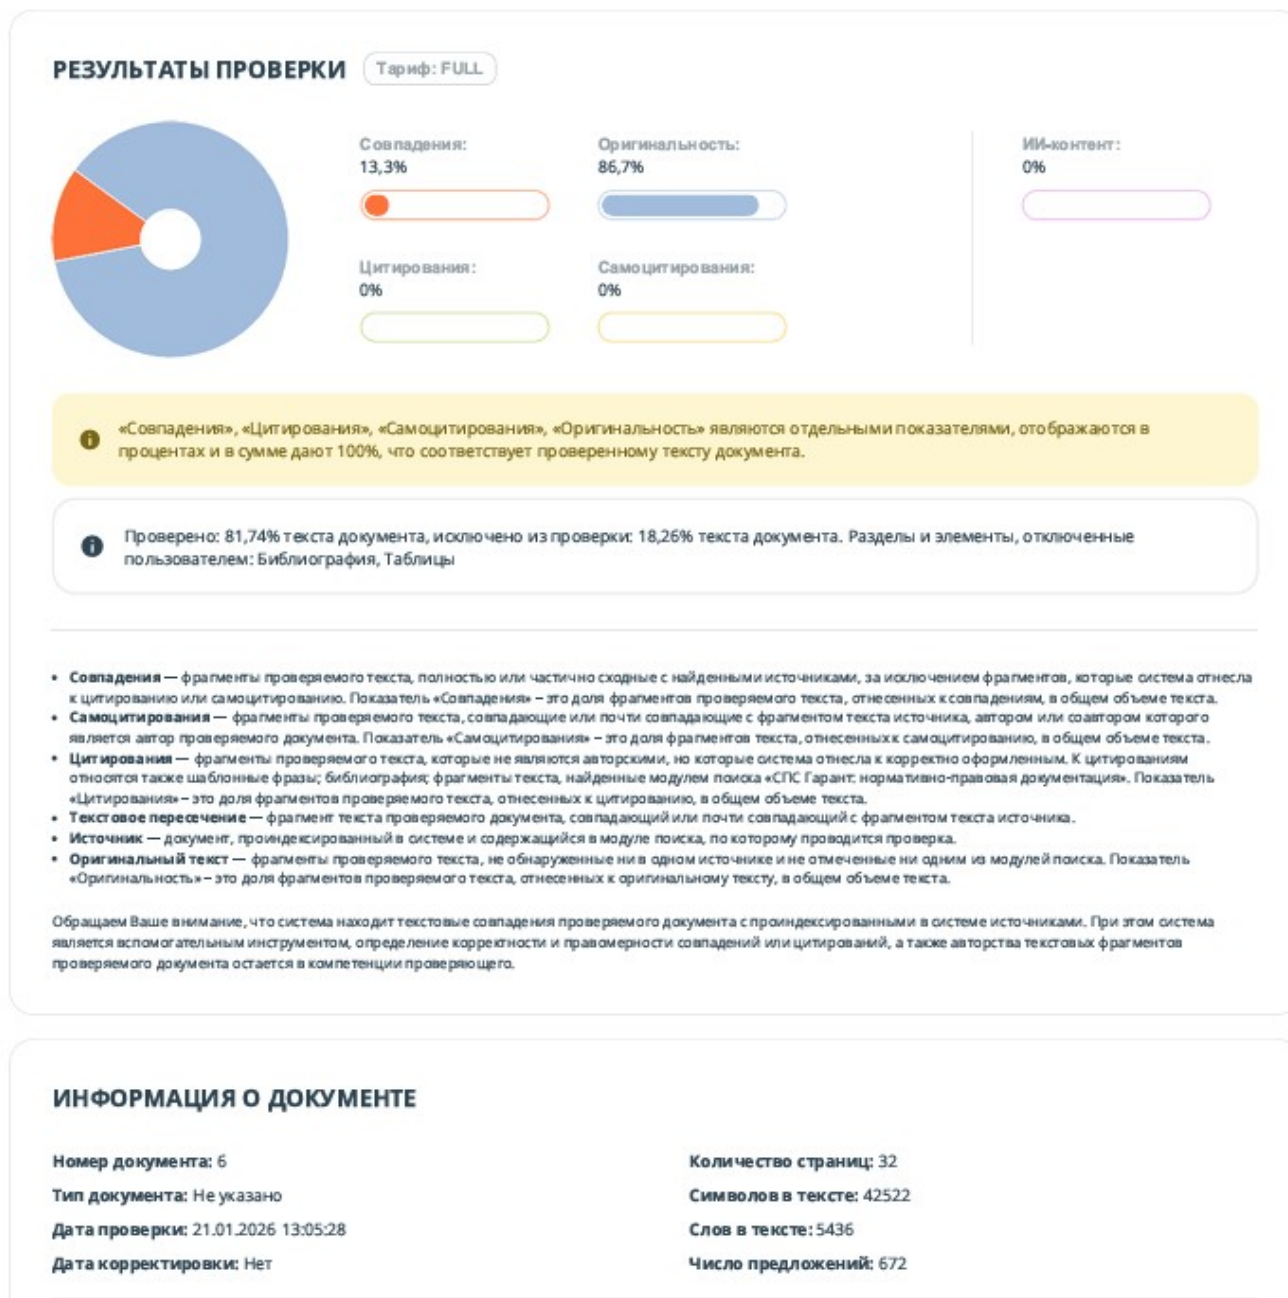 РЕЗУЛЬТАТЫ ПРОВЕРКИ Тариф: FULL
Совпадения: Оригинальность: ИИ-контент:
13,3% 86,7% 0%
Цитирования: Самоцитирования:
0% 0%
«Совпадения», «Цитирования», «Самоцитирования», «Оригинальность» являются отдельными показателями, отображаются в
процентах и в сумме дают 100%, что соответствует проверенному тексту документа.
Проверено: 81,74% текста документа, исключено из проверки: 18,26% текста документа. Разделы и элементы, отключенные
пользователем: Библиография, Таблицы
• Совпадения — фрагменты проверяемого текста, полностью или частично сходные с найденными источниками, за исключением фрагментов, которые система отнесла
к цитированию или самоцитированию. Показатель «Совпадения» – это доля фрагментов проверяемого текста, отнесенных к совпадениям, в общем объеме текста.
• Самоцитирования — фрагменты проверяемого текста, совпадающие или почти совпадающие с фрагментом текста источника, автором или соавтором которого
является автор проверяемого документа. Показатель «Самоцитирования» – это доля фрагментов текста, отнесенных к самоцитированию, в общем объеме текста.
• Цитирования — фрагменты проверяемого текста, которые не являются авторскими, но которые система отнесла к корректно оформленным. К цитированиям
относятся также шаблонные фразы; библиография; фрагменты текста, найденные модулем поиска «СПС Гарант: нормативно-правовая документация». Показатель
«Цитирования» – это доля фрагментов проверяемого текста, отнесенных к цитированию, в общем объеме текста.
• Текстовое пересечение — фрагмент текста проверяемого документа, совпадающий или почти совпадающий с фрагментом текста источника.
• Источник — документ, проиндексированный в системе и содержащийся в модуле поиска, по которому проводится проверка.
• Оригинальный текст — фрагменты проверяемого текста, не обнаруженные ни в одном источнике и не отмеченные ни одним из модулей поиска. Показатель
«Оригинальность» – это доля фрагментов проверяемого текста, отнесенных к оригинальному тексту, в общем объеме текста.
Обращаем Ваше внимание, что система находит текстовые совпадения проверяемого документа с проиндексированными в системе источниками. При этом система
является вспомогательным инструментом, определение корректности и правомерности совпадений или цитирований, а также авторства текстовых фрагментов
проверяемого документа остается в компетенции проверяющего.
ИНФОРМАЦИЯ О ДОКУМЕНТЕ
Номер документа: 6 Количество страниц: 32
Тип документа: Не указано Символов в тексте: 42522
Дата проверки: 21.01.2026 13:05:28 Слов в тексте: 5436
Дата корректировки: Нет Число предложений: 672